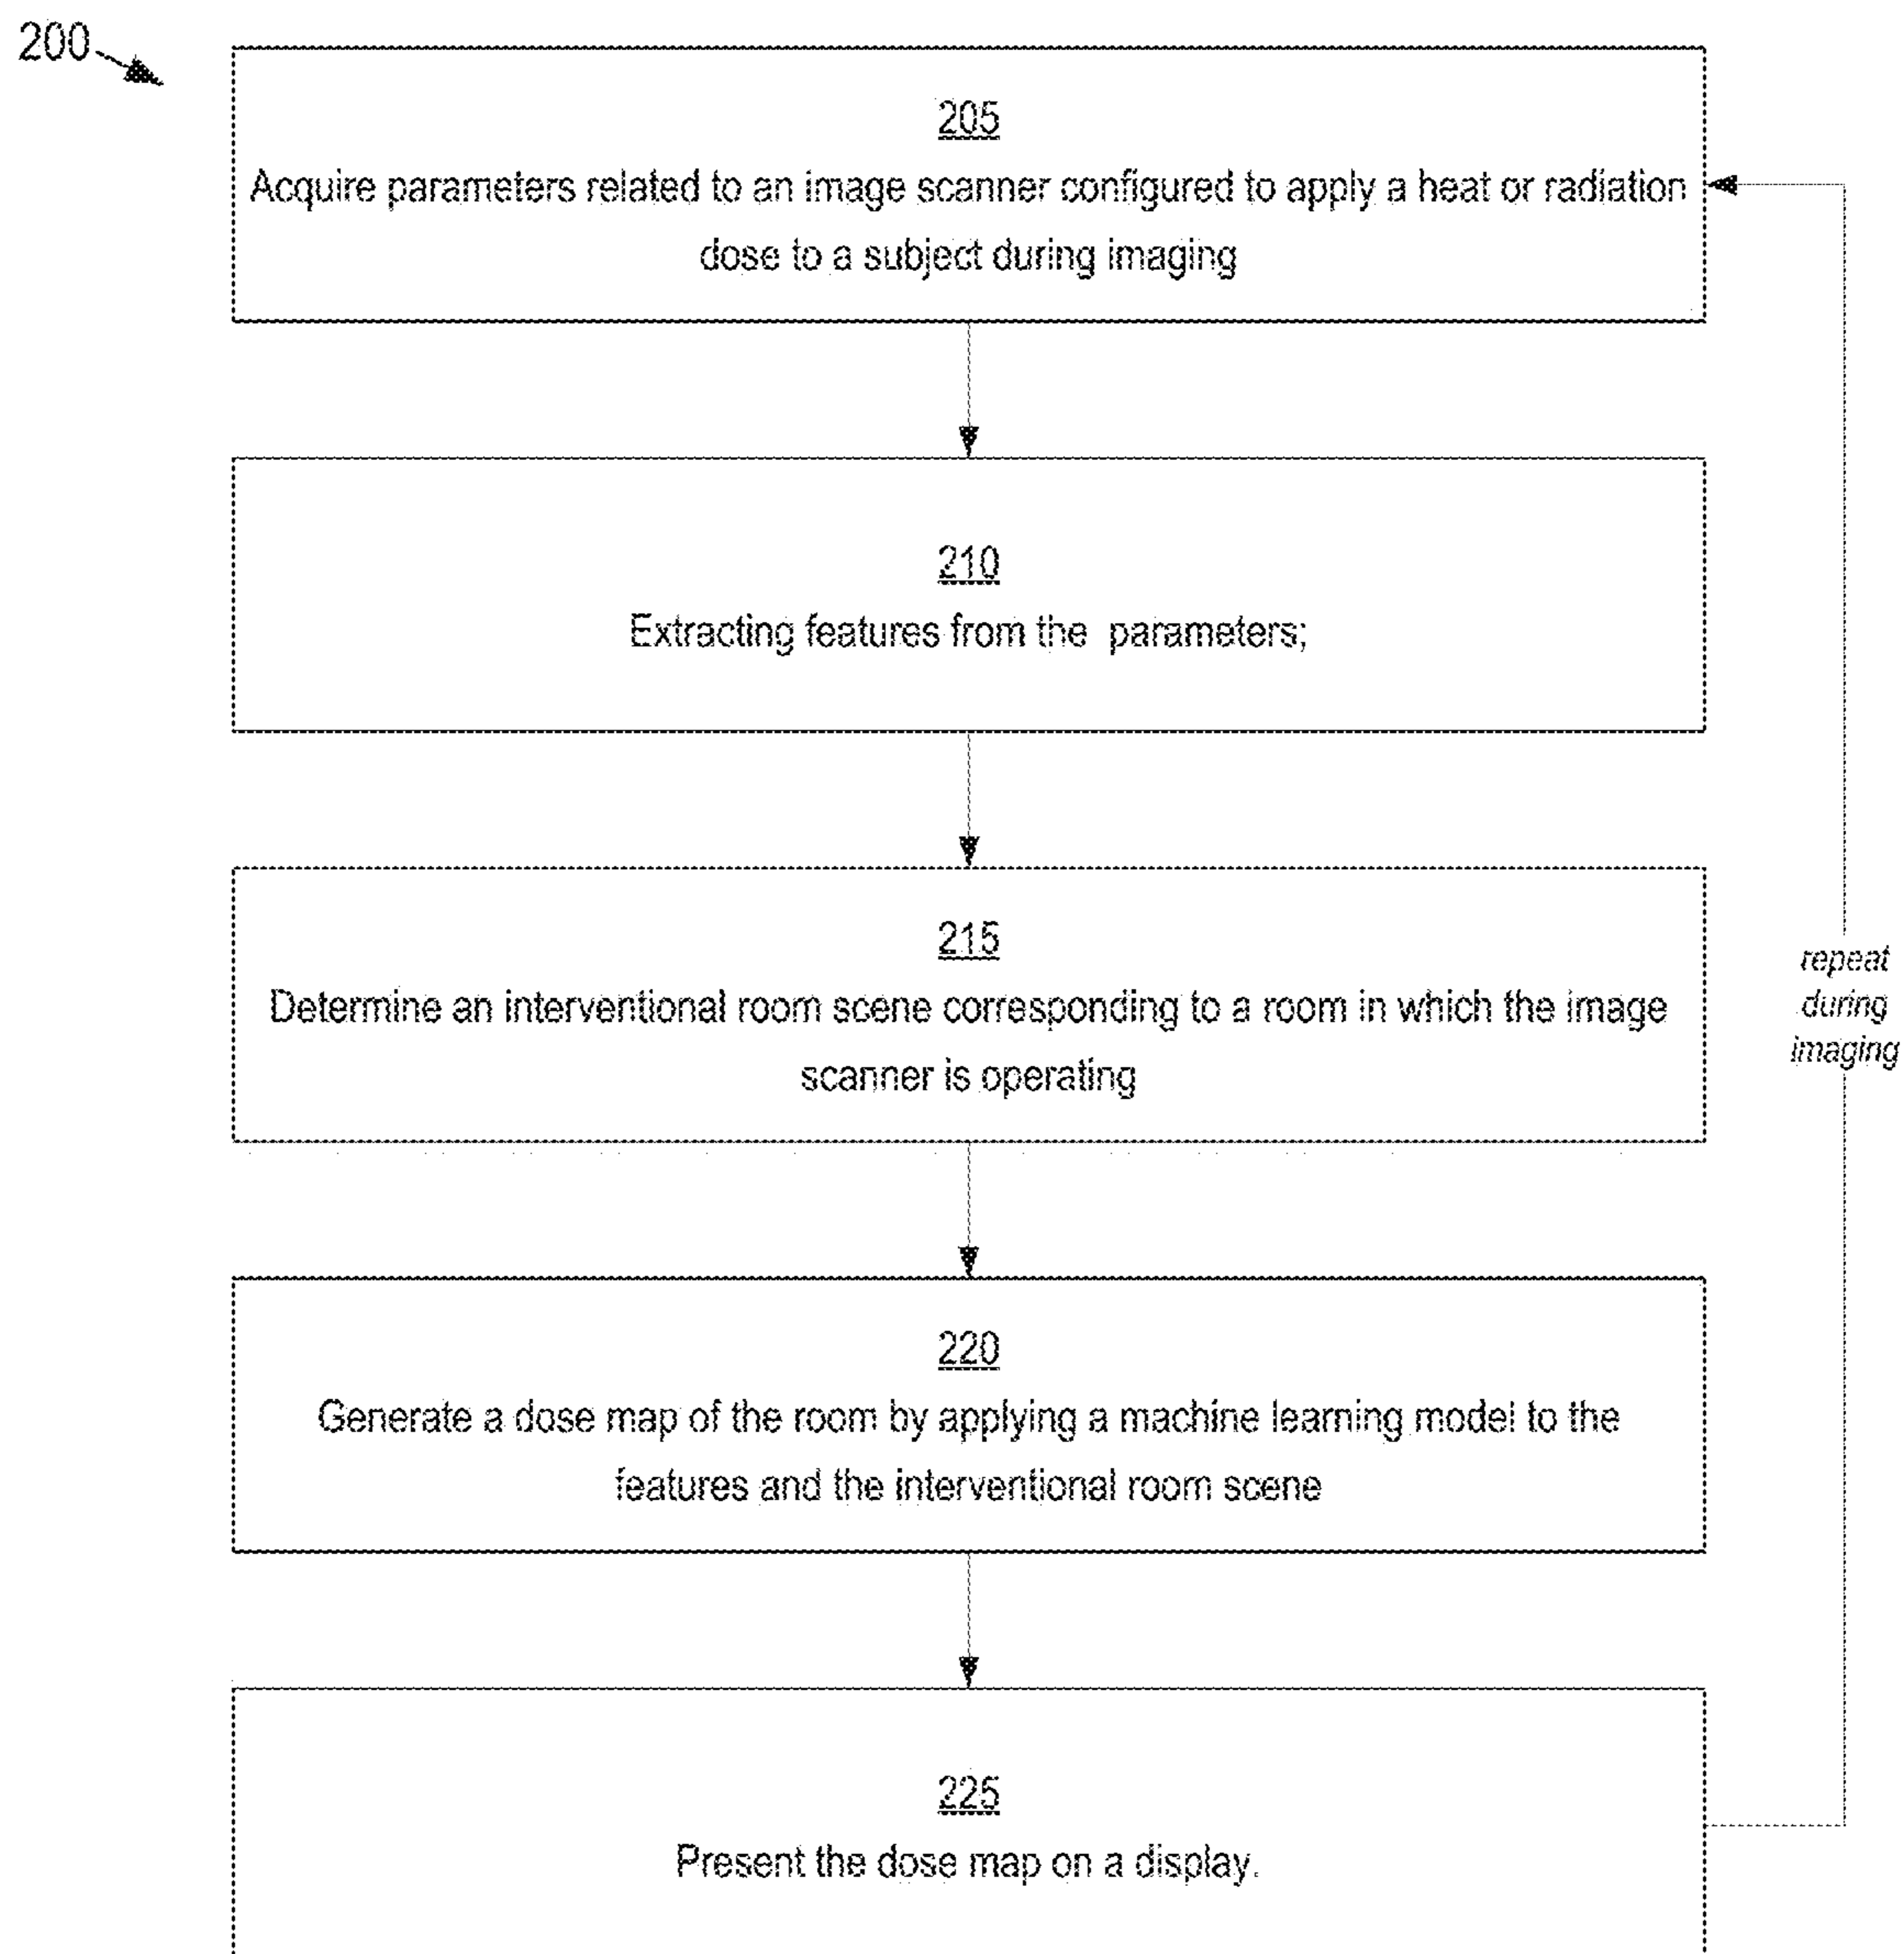 200
205
Acquire parameters related to an image scanner configured to apply a heat or radiation
dose to a subject during imaging
210
Extracting features from the parameters;
215
Determine an interventional room scene corresponding to a room in which the image
scanner is operating
repeat
during
imaging
220
Generate a dose map of the room by applying a machine learning model to the
features and the interventional room scene
225
Present the dose map on a display.